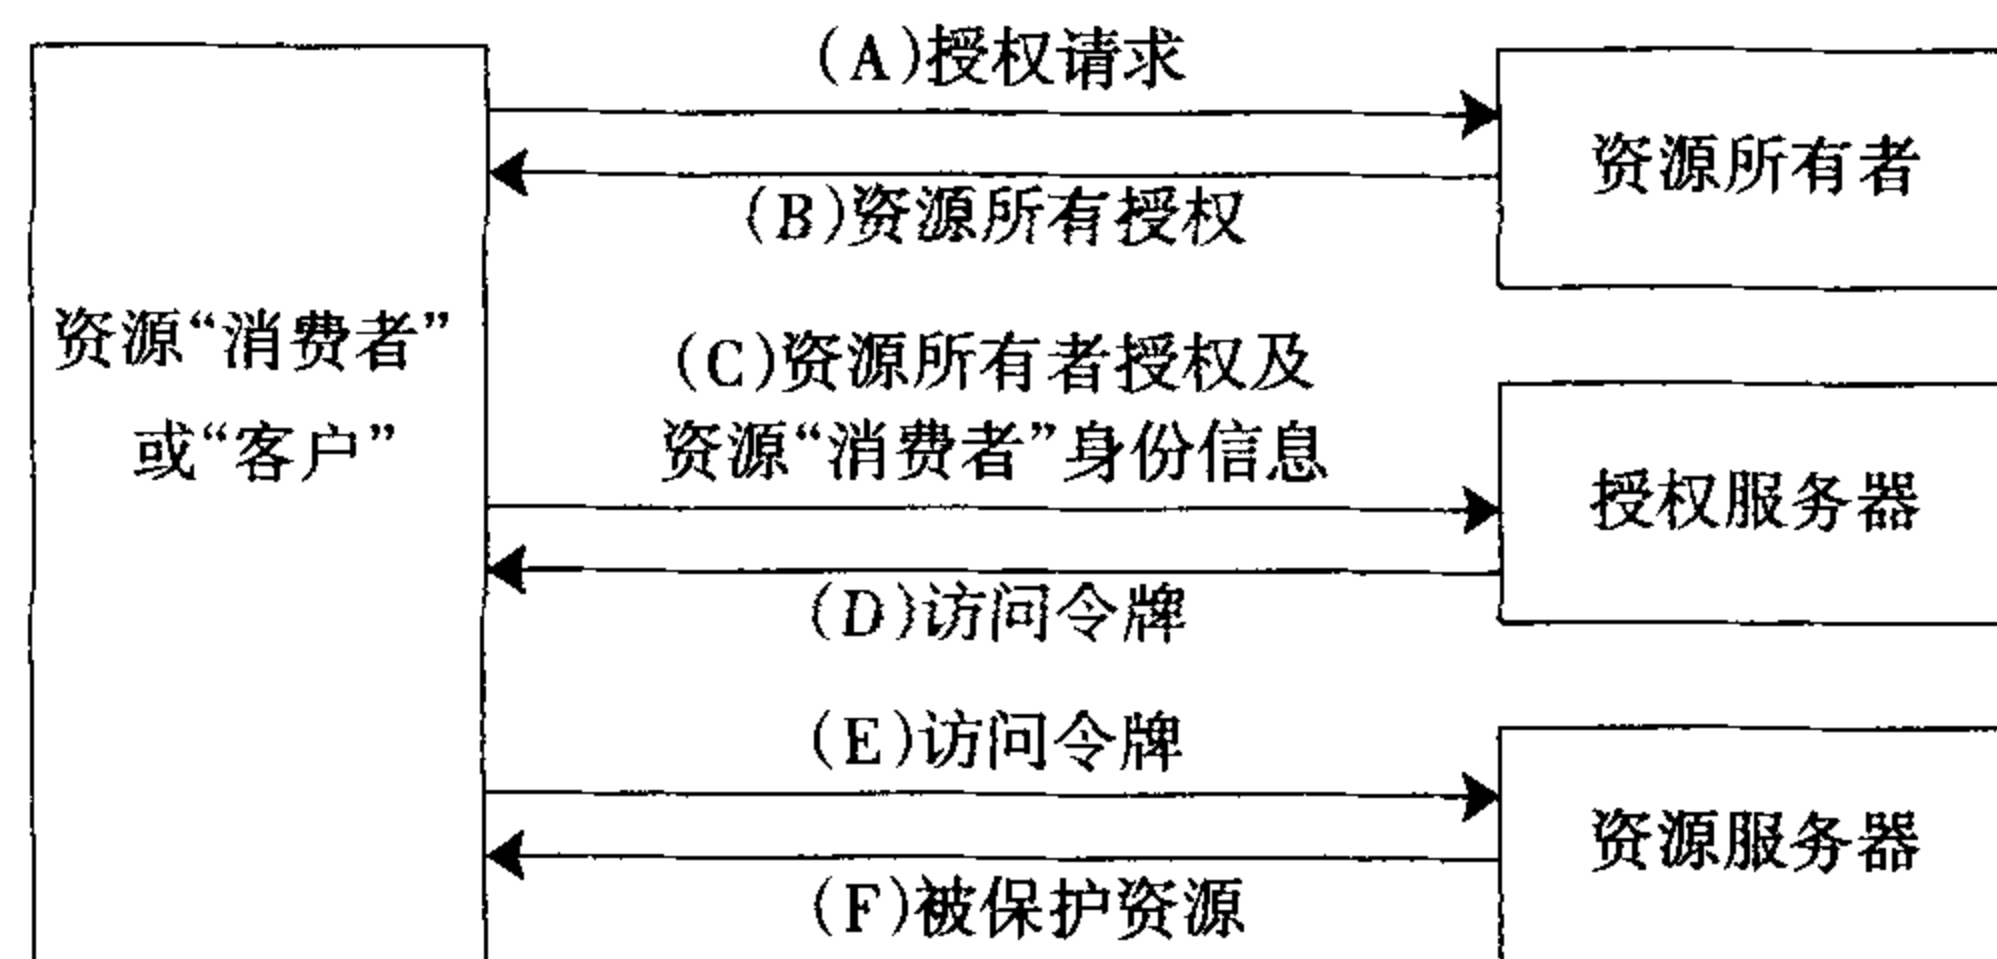 (A)授权请求
资源所有者
(B)资源所有授权
资源“消费者”
或“客户”
(C)资源所有者授权及
资源“消费者”身份信息
授权服务器
(D)访问令牌
(E)访问令牌
资源服务器
(F)被保护资源